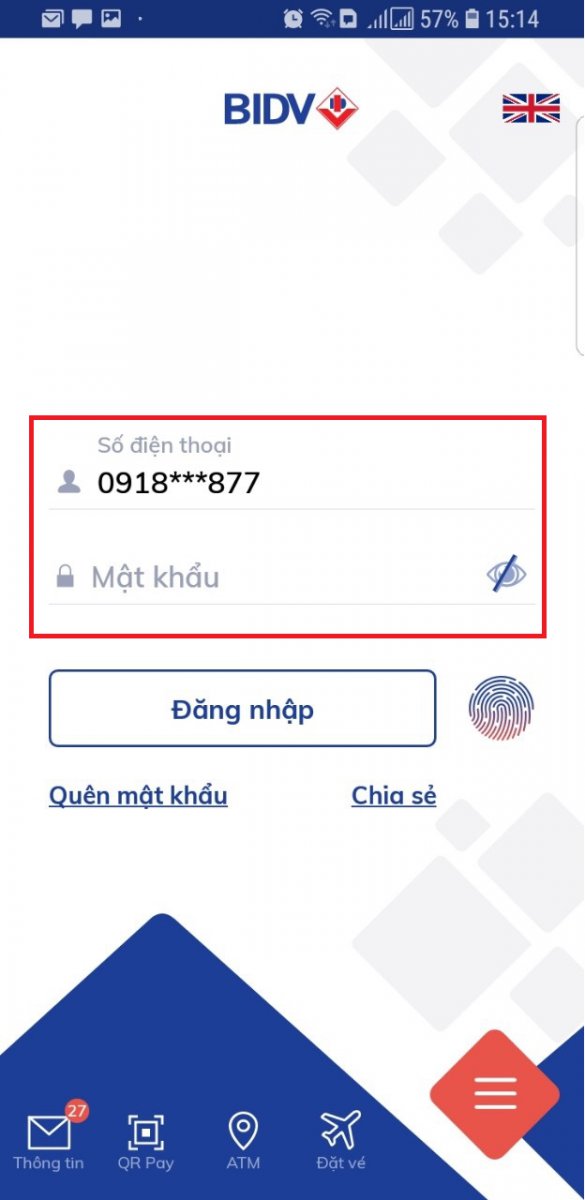 57% 15:14
BIDV
Số điện thoại
0918***877
Mật khẩu
Đăng nhập
Quên mật khẩu Chia sẻ
27
Thông tin QR Pay ATM Đặt vé